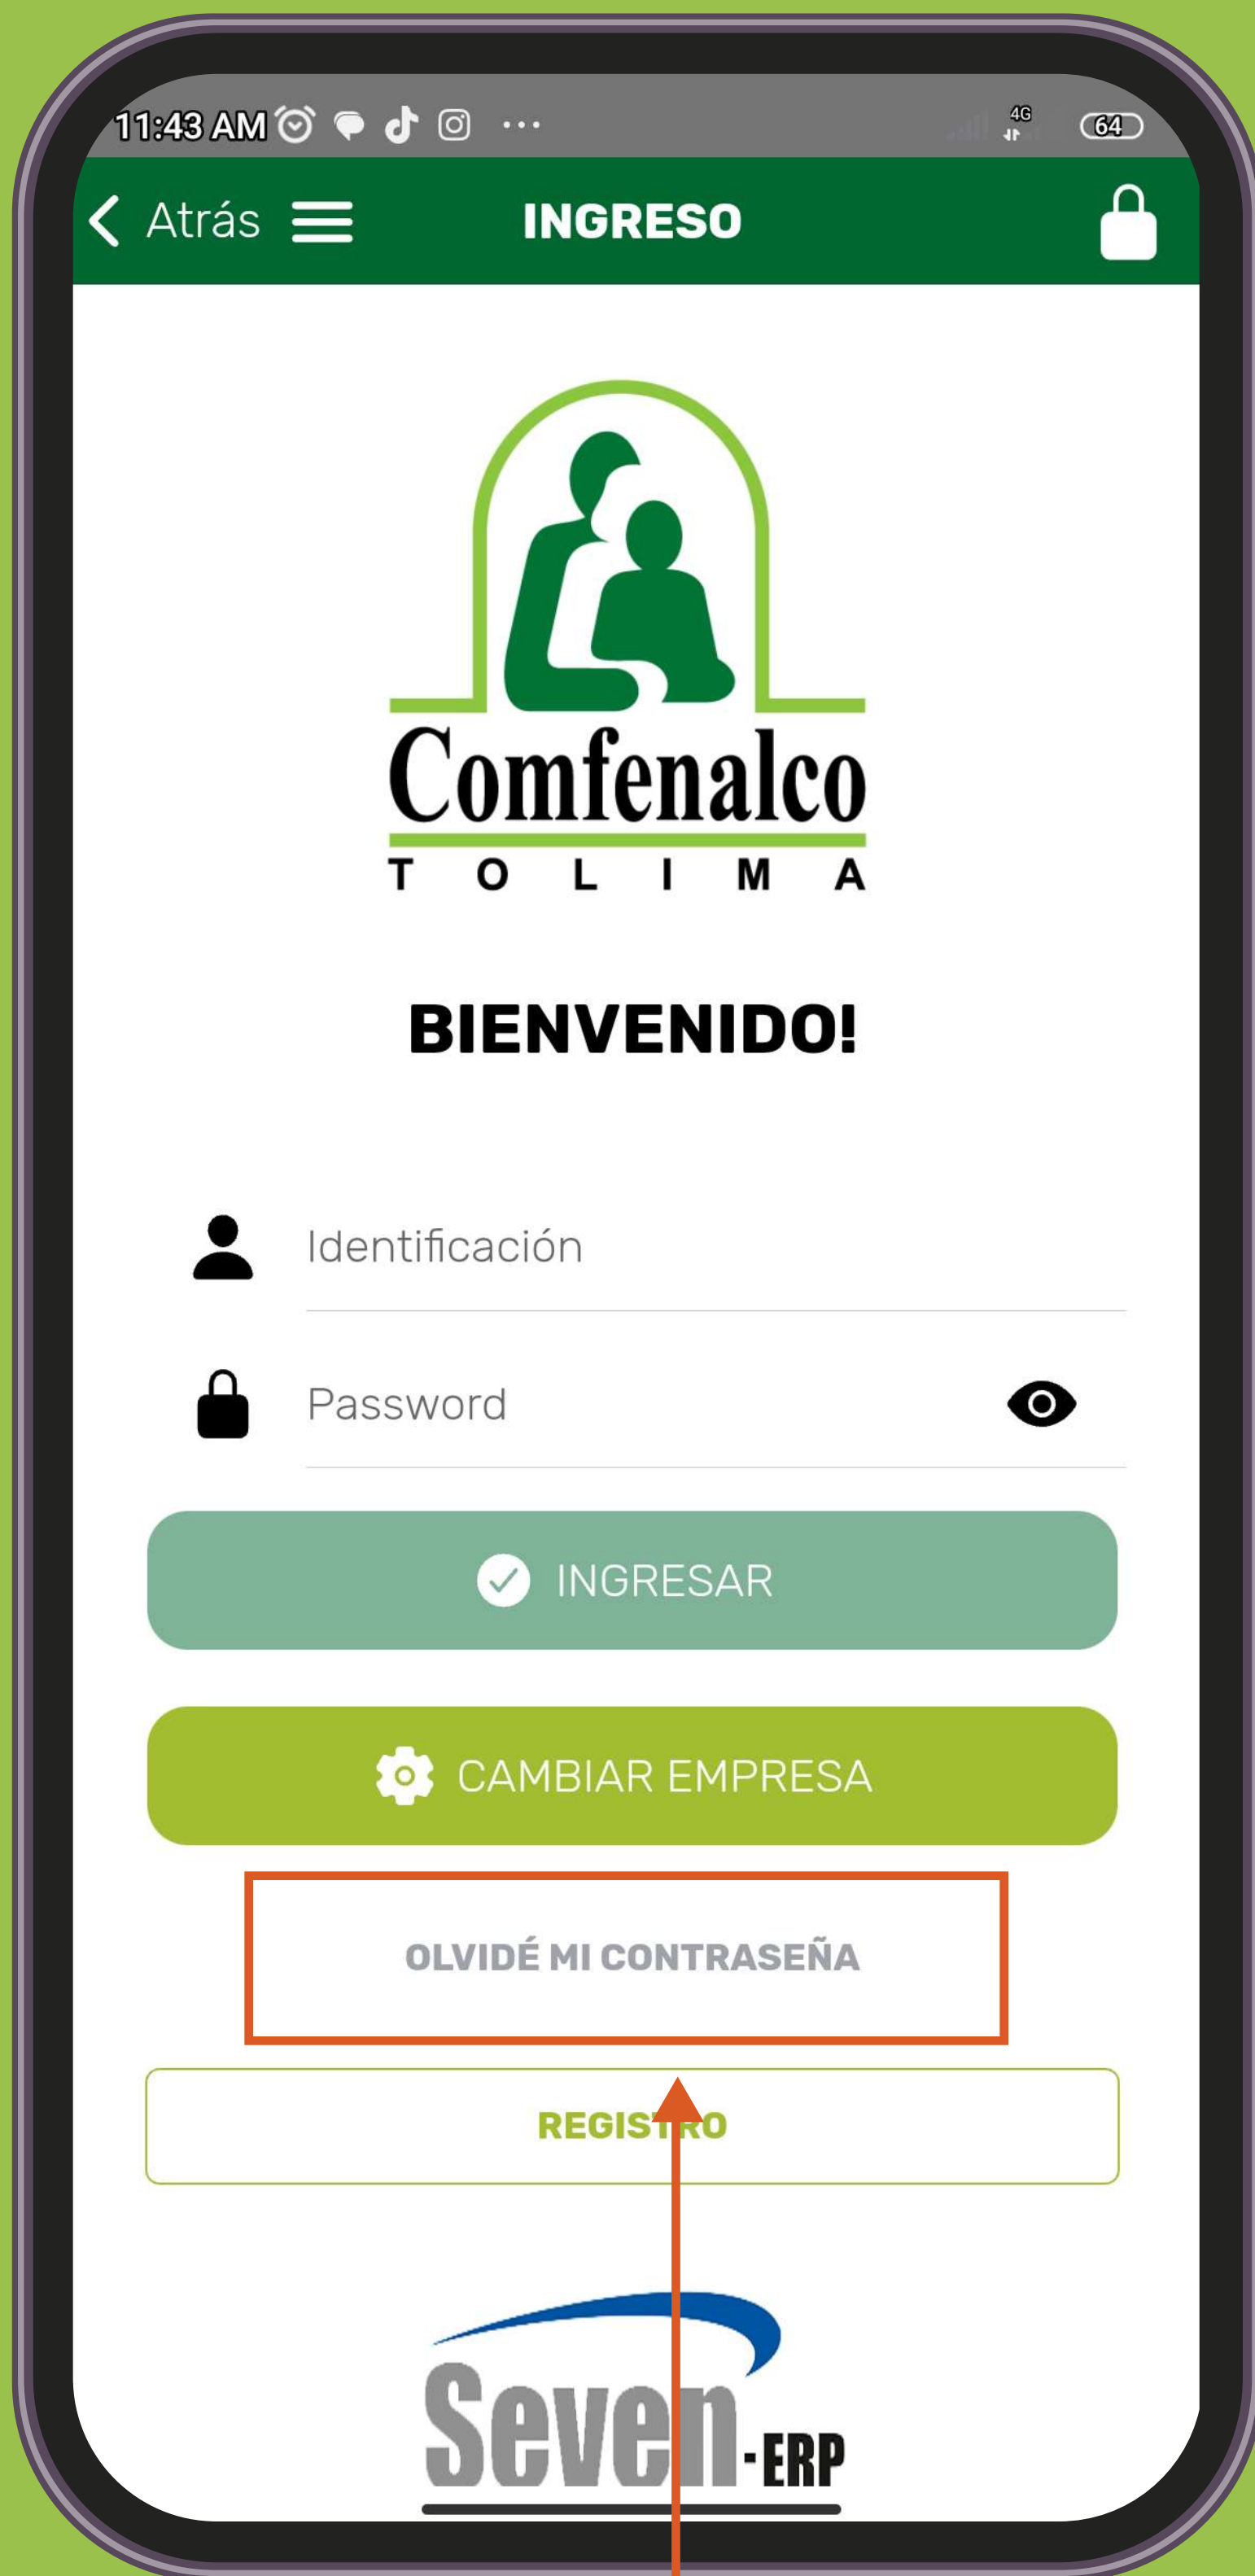 11:43 AM
4G
64
Atrás
INGRESO
Comfenalco
TOLIMA
BIENVENIDO!
Identificación
Password
INGRESAR
CAMBIAR EMPRESA
OLVIDÉ MI CONTRASEÑA
REGISTRO
Seven-ERP